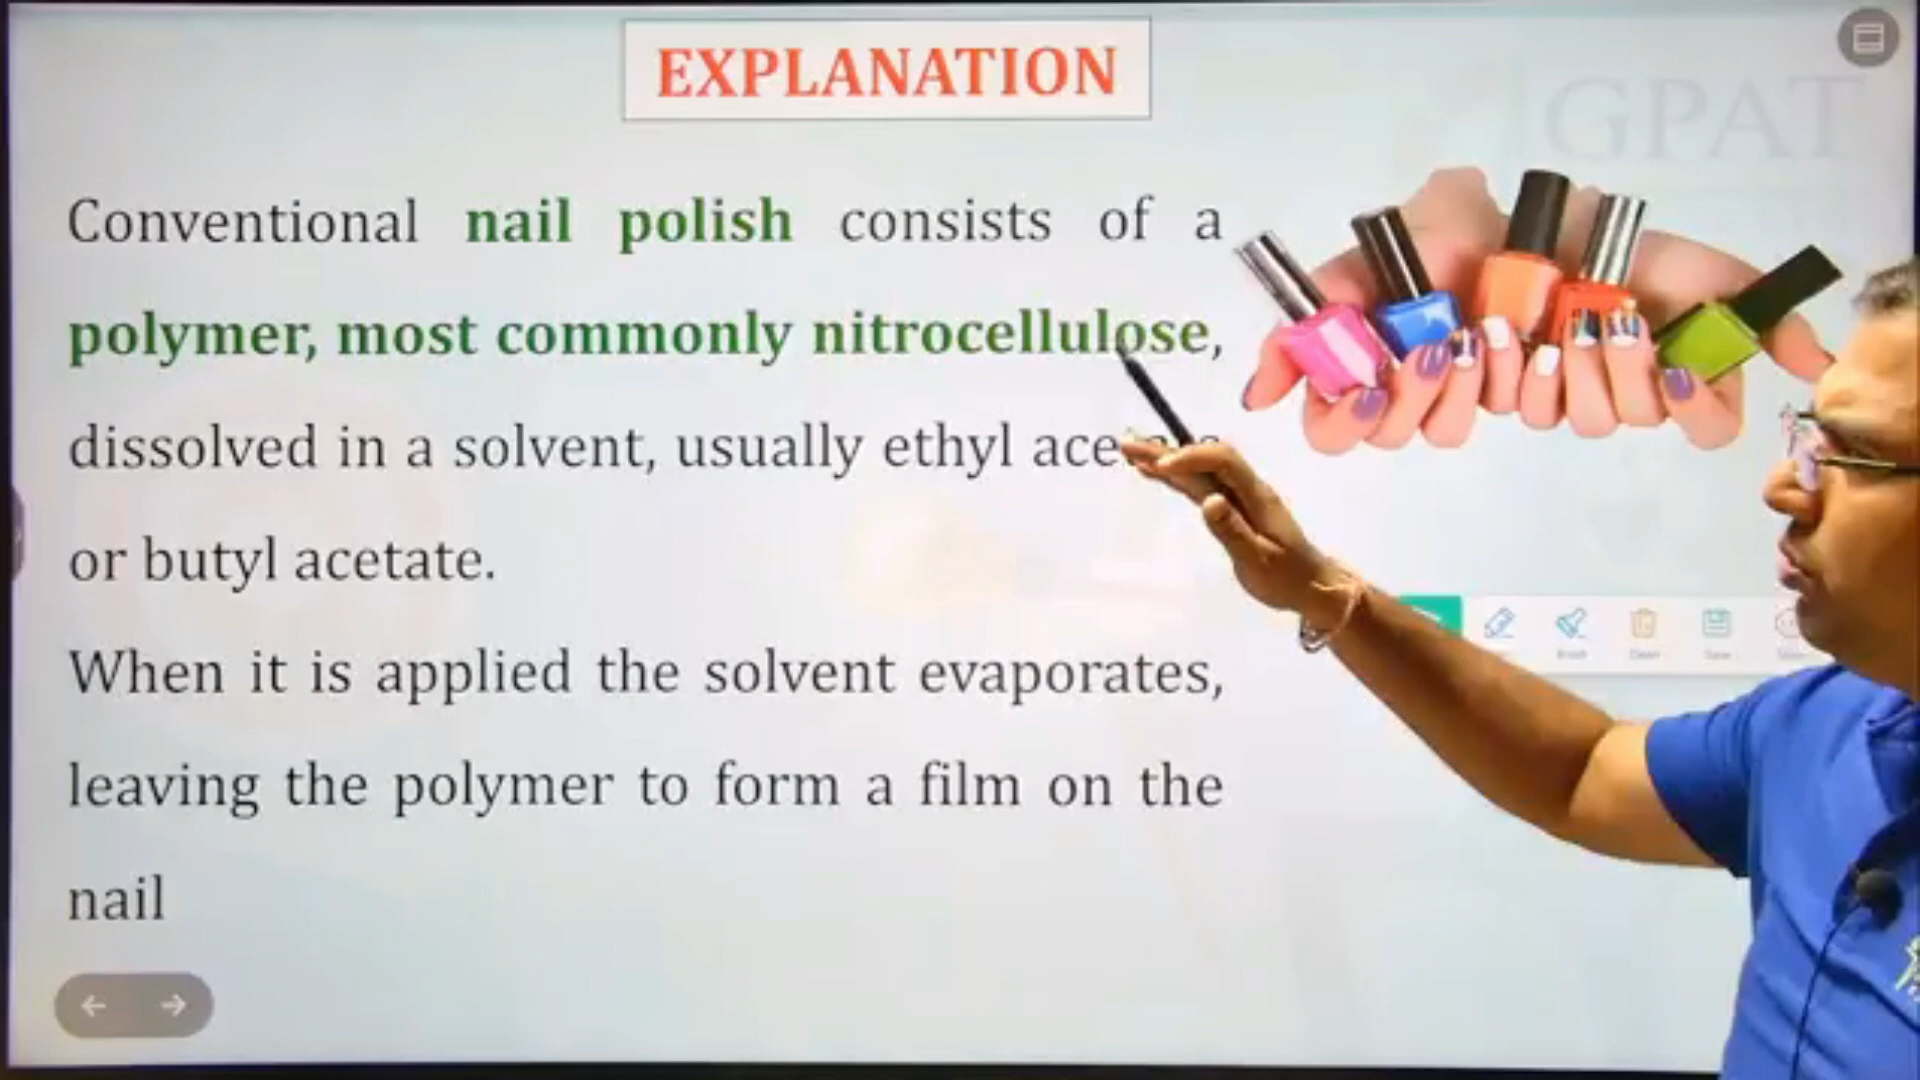 EXPLANATION
GPAT
Conventional nail polish consists of a
polymer, most commonly nitrocellulose,
dissolved in a solvent, usually ethyl acetate
or butyl acetate.
When it is applied the solvent evaporates,
leaving the polymer to form a film on the
nail